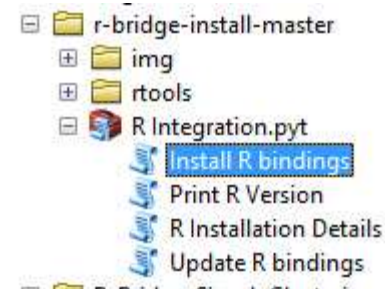 r-bridge-install-master
img
rtools
R Integration.pyt
Install R bindings
Print R Version
R Installation Details
Update R bindings